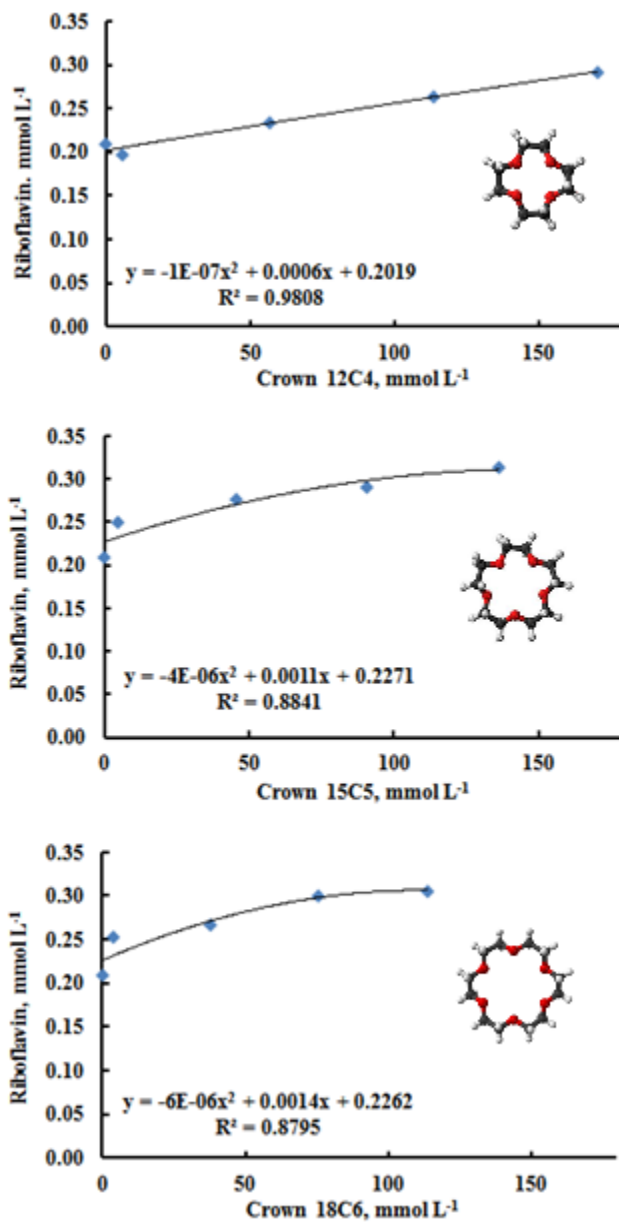 0.35
0.30
0.25
0.20
0.15
0.10
0.05
0.00
Riboflavin. mmol L⁻¹
y = -1E-07x² + 0.0006x + 0.2019
R² = 0.9808
0 50 100 150
Crown 12C4, mmol L⁻¹
0.35
0.30
0.25
0.20
0.15
0.10
0.05
0.00
Riboflavin, mmol L⁻¹
y = -4E-06x² + 0.0011x + 0.2271
R² = 0.8841
0 50 100 150
Crown 15C5, mmol L⁻¹
0.35
0.30
0.25
0.20
0.15
0.10
0.05
0.00
Riboflavin, mmol L⁻¹
y = -6E-06x² + 0.0014x + 0.2262
R² = 0.8795
0 50 100 150
Crown 18C6, mmol L⁻¹